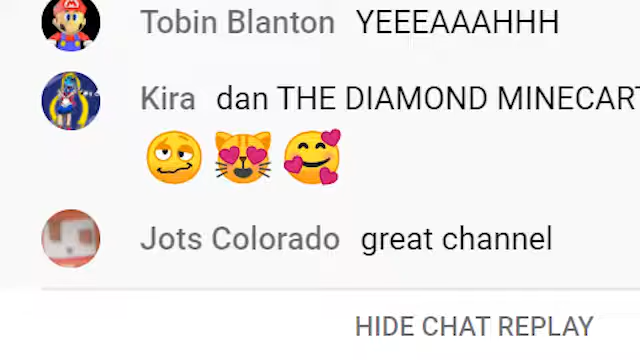 Tobin Blanton YEEEAAAHHH
Kira dan THE DIAMOND MINECART
🥴😻🥰
Jots Colorado great channel
HIDE CHAT REPLAY